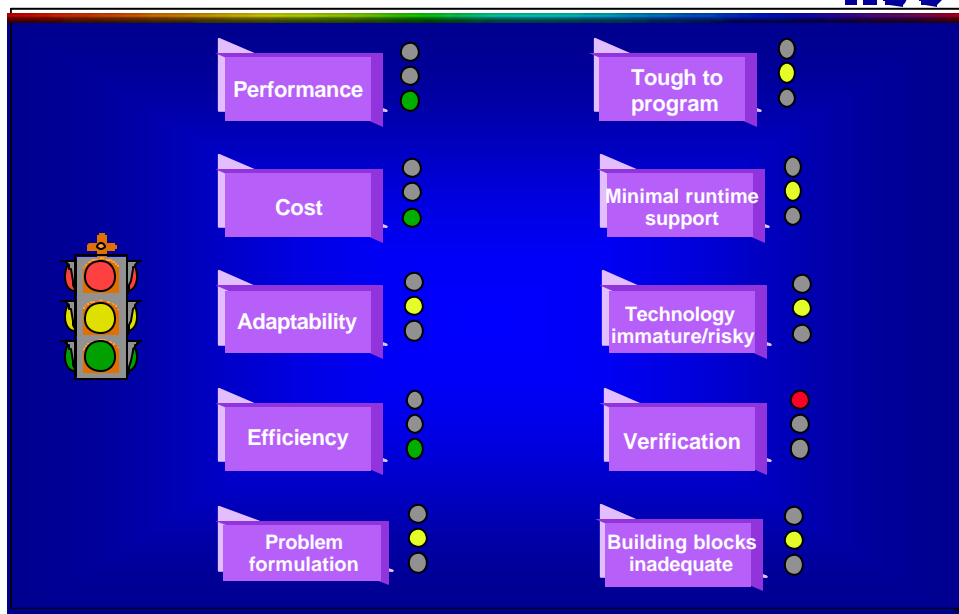 Performance
Cost
Adaptability
Efficiency
Problem
formulation
Tough to
program
Minimal runtime
support
Technology
immature/risky
Verification
Building blocks
inadequate